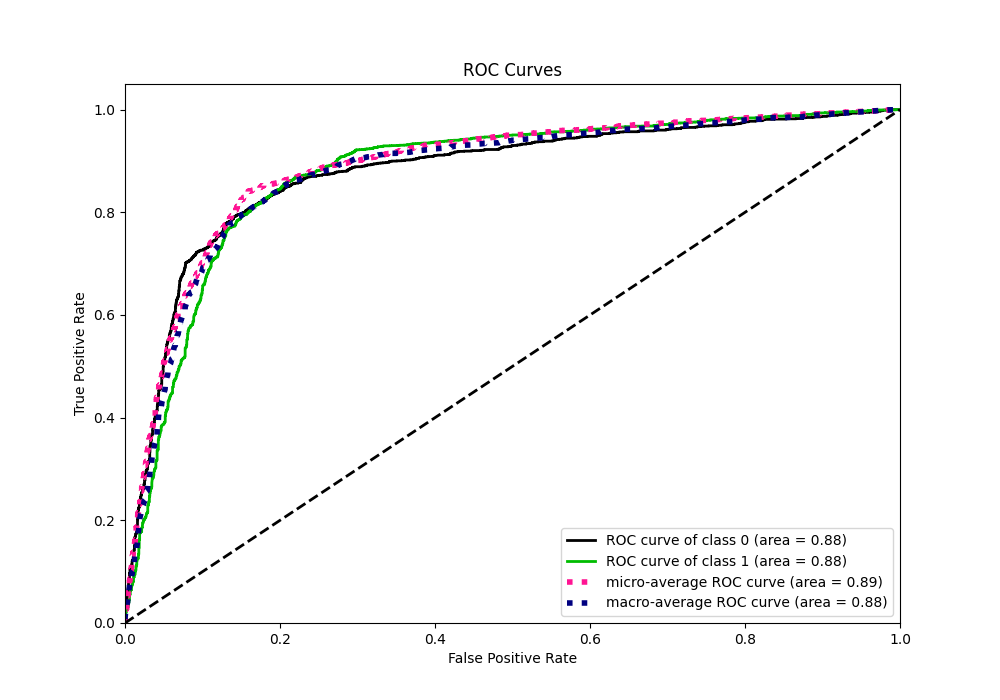 ROC Curves
True Positive Rate
1.0
0.8
0.6
0.4
0.2
0.0
ROC curve of class 0 (area = 0.88)
ROC curve of class 1 (area = 0.88)
micro-average ROC curve (area = 0.89)
macro-average ROC curve (area = 0.88)
0.0 0.2 0.4 0.6 0.8 1.0
False Positive Rate